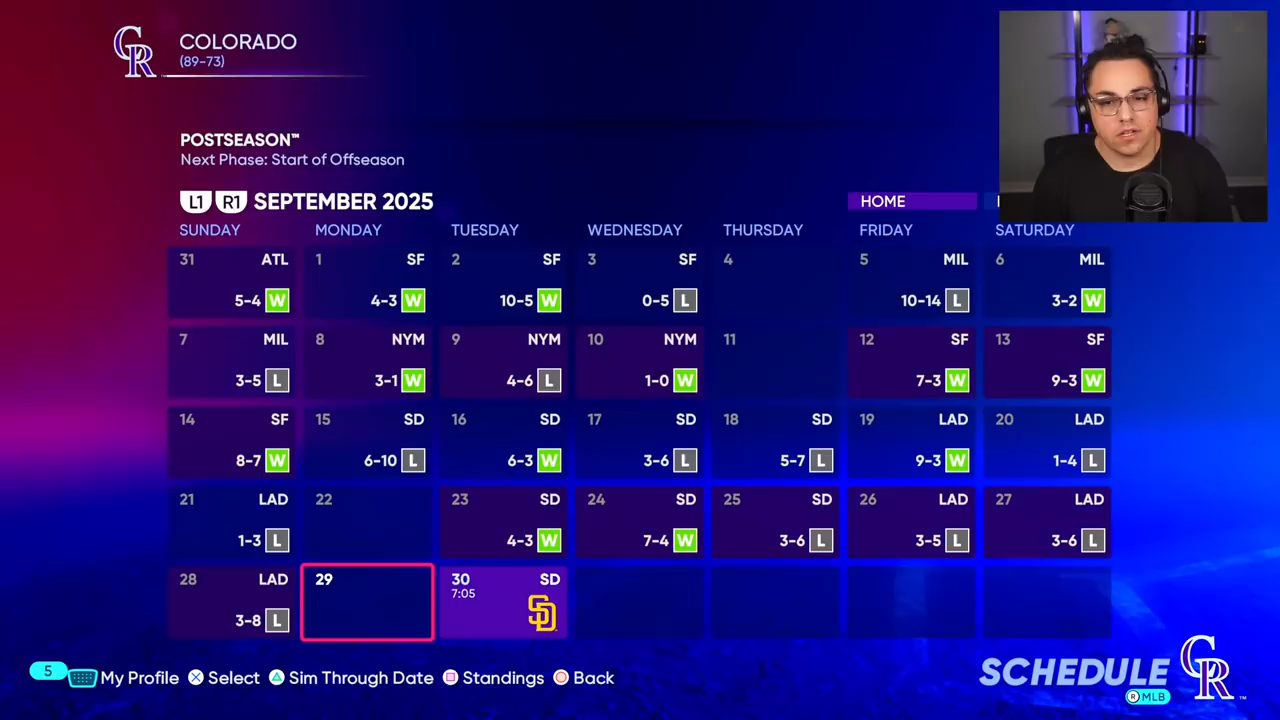 CR
COLORADO
(89-73)
POSTSEASON™
Next Phase: Start of Offseason
L1 R1 SEPTEMBER 2025
HOME
SUNDAY MONDAY TUESDAY WEDNESDAY THURSDAY FRIDAY SATURDAY
31 ATL 1 SF 2 SF 3 SF 4 5 MIL 6 MIL
5-4 W 4-3 W 10-5 W 0-5 L 10-14 L 3-2 W
7 MIL 8 NYM 9 NYM 10 NYM 11 12 SF 13 SF
3-5 L 3-1 W 4-6 L 1-0 W 7-3 W 9-3 W
14 SF 15 SD 16 SD 17 SD 18 SD 19 LAD 20 LAD
8-7 W 6-10 L 6-3 W 3-6 L 5-7 L 9-3 W 1-4 L
21 LAD 22 23 SD 24 SD 25 SD 26 LAD 27 LAD
1-3 L 4-3 W 7-4 W 3-6 L 3-5 L 3-6 L
28 LAD 29 30 SD
7:05
SD
3-8 L
5 My Profile Select Sim Through Date Standings Back
SCHEDULE CR™
R MLB